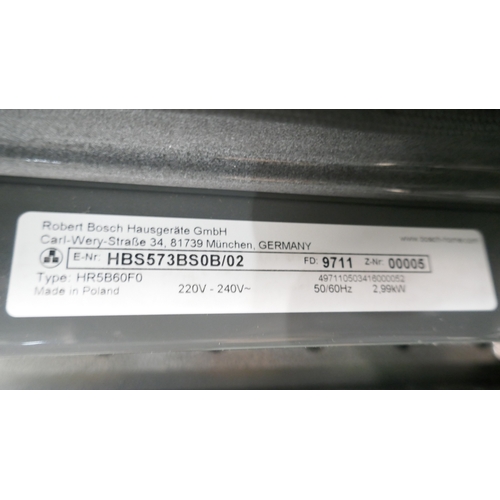 Robert Bosch Hausgeräte GmbH
Carl-Wery-Straße 34, 81739 München, GERMANY
www.bosch-home.com
E-Nr: HBS573BS0B/02 FD: 9711 Z-Nr: 00005
Type: HR5B60F0 497110503416000052
Made in Poland 220V - 240V~ 50/60Hz 2,99kW